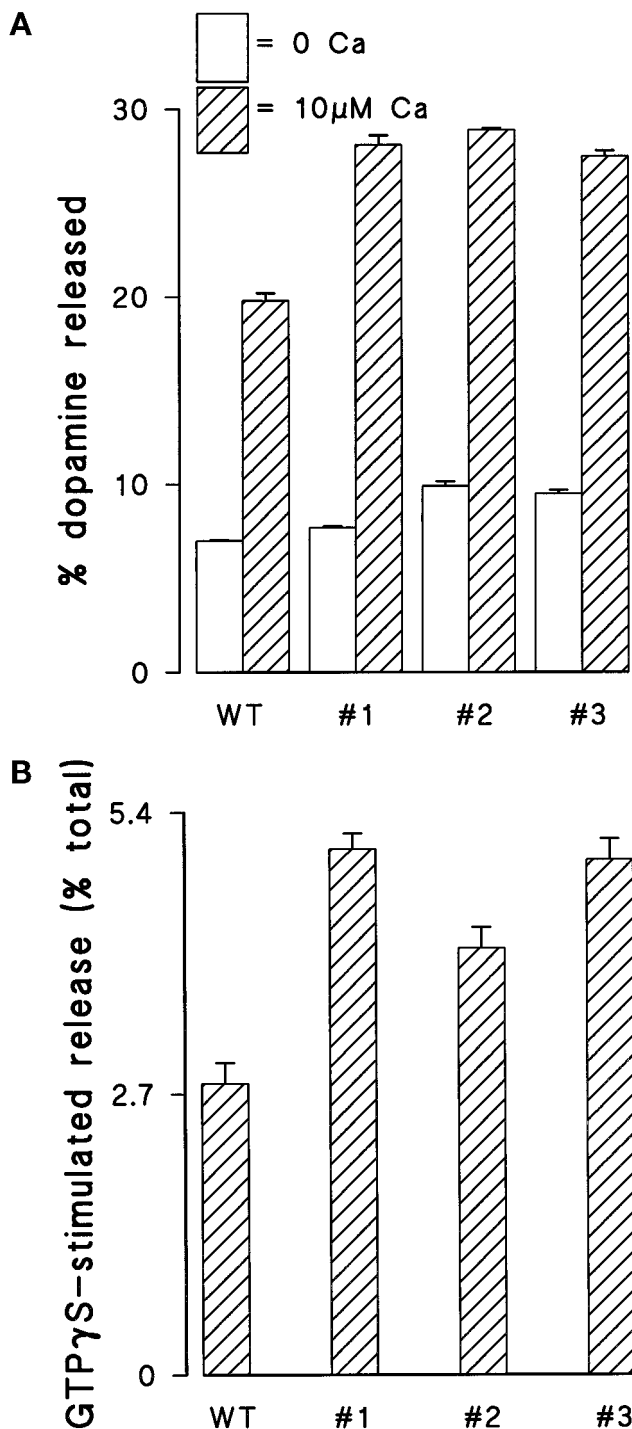 A
= 0 Ca
= 10μM Ca
% dopamine released
30
20
10
0
WT #1 #2 #3
B
GTPγS-stimulated release (% total)
5.4
2.7
0
WT #1 #2 #3